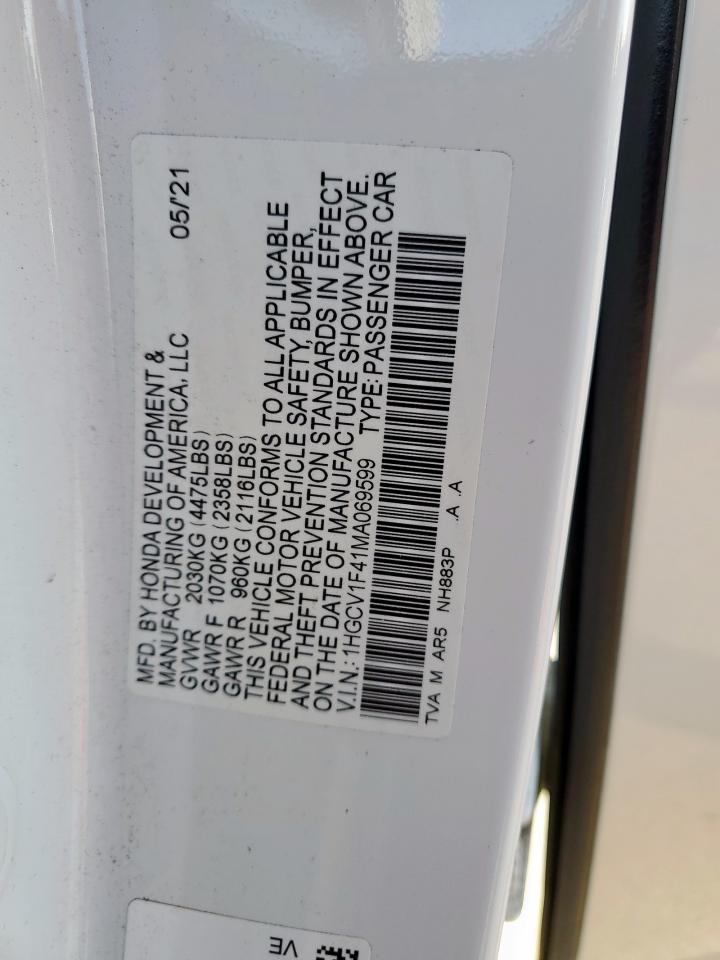 MFD. BY HONDA DEVELOPMENT &
MANUFACTURING OF AMERICA, LLC 05/'21
GVWR 2030KG (4475LBS)
GAWR F 1070KG (2358LBS)
GAWR R 960KG (2116LBS)
THIS VEHICLE CONFORMS TO ALL APPLICABLE
FEDERAL MOTOR VEHICLE SAFETY, BUMPER,
AND THEFT PREVENTION STANDARDS IN EFFECT
ON THE DATE OF MANUFACTURE SHOWN ABOVE.
V.I.N.:1HGCV1F41MA069599 TYPE:PASSENGER CAR
TVA M AR5 NH883P .A .A
VE